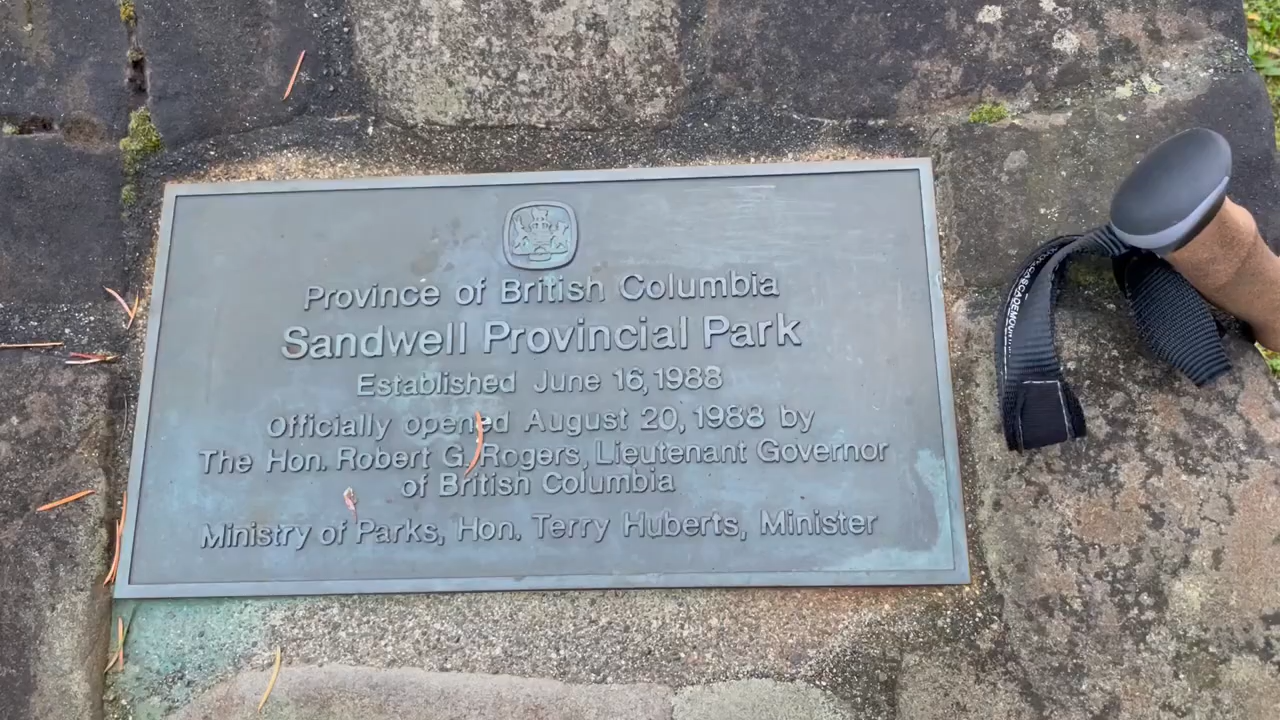 Province of British Columbia
Sandwell Provincial Park
Established June 16, 1988
Officially opened August 20, 1988 by
The Hon. Robert G. Rogers, Lieutenant Governor
of British Columbia
Ministry of Parks, Hon. Terry Huberts, Minister